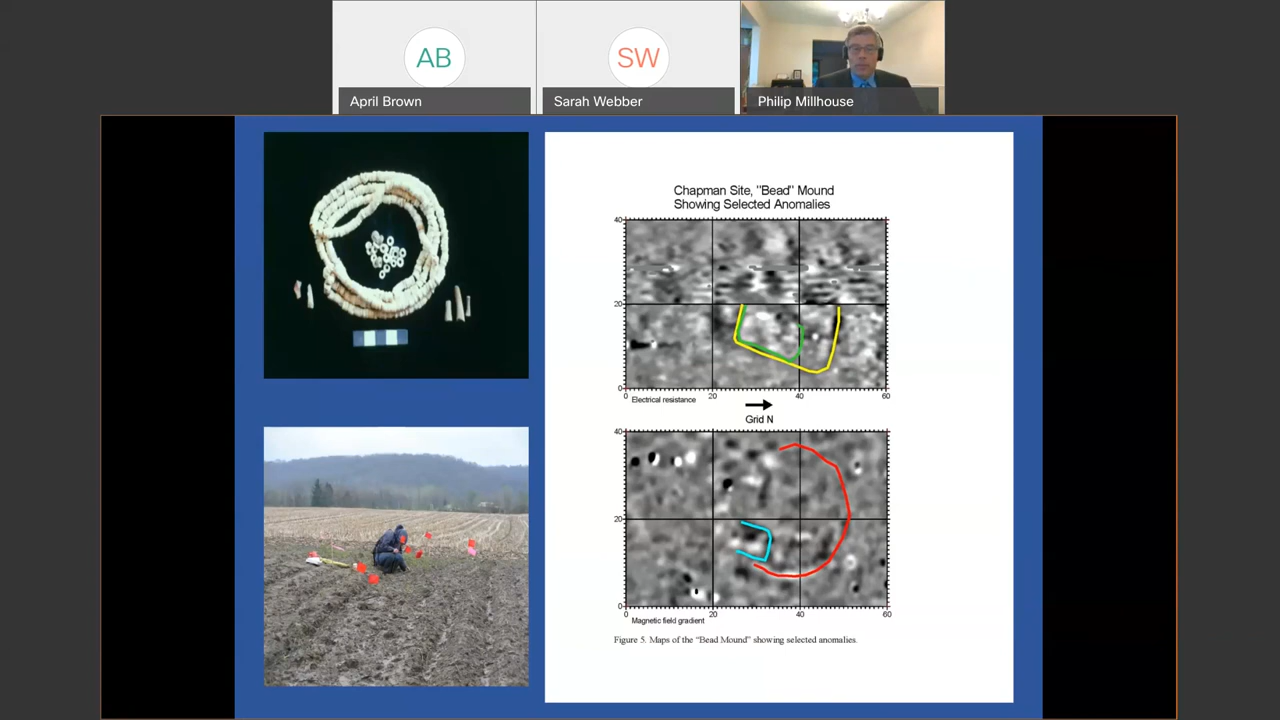 AB
SW
April Brown
Sarah Webber
Philip Millhouse
Chapman Site, "Bead" Mound
Showing Selected Anomalies
40
20
0
0 20 40 60
Electrical resistance
Grid N
40
20
0
0 20 40 60
Magnetic field gradient
Figure 5. Maps of the "Bead Mound" showing selected anomalies.